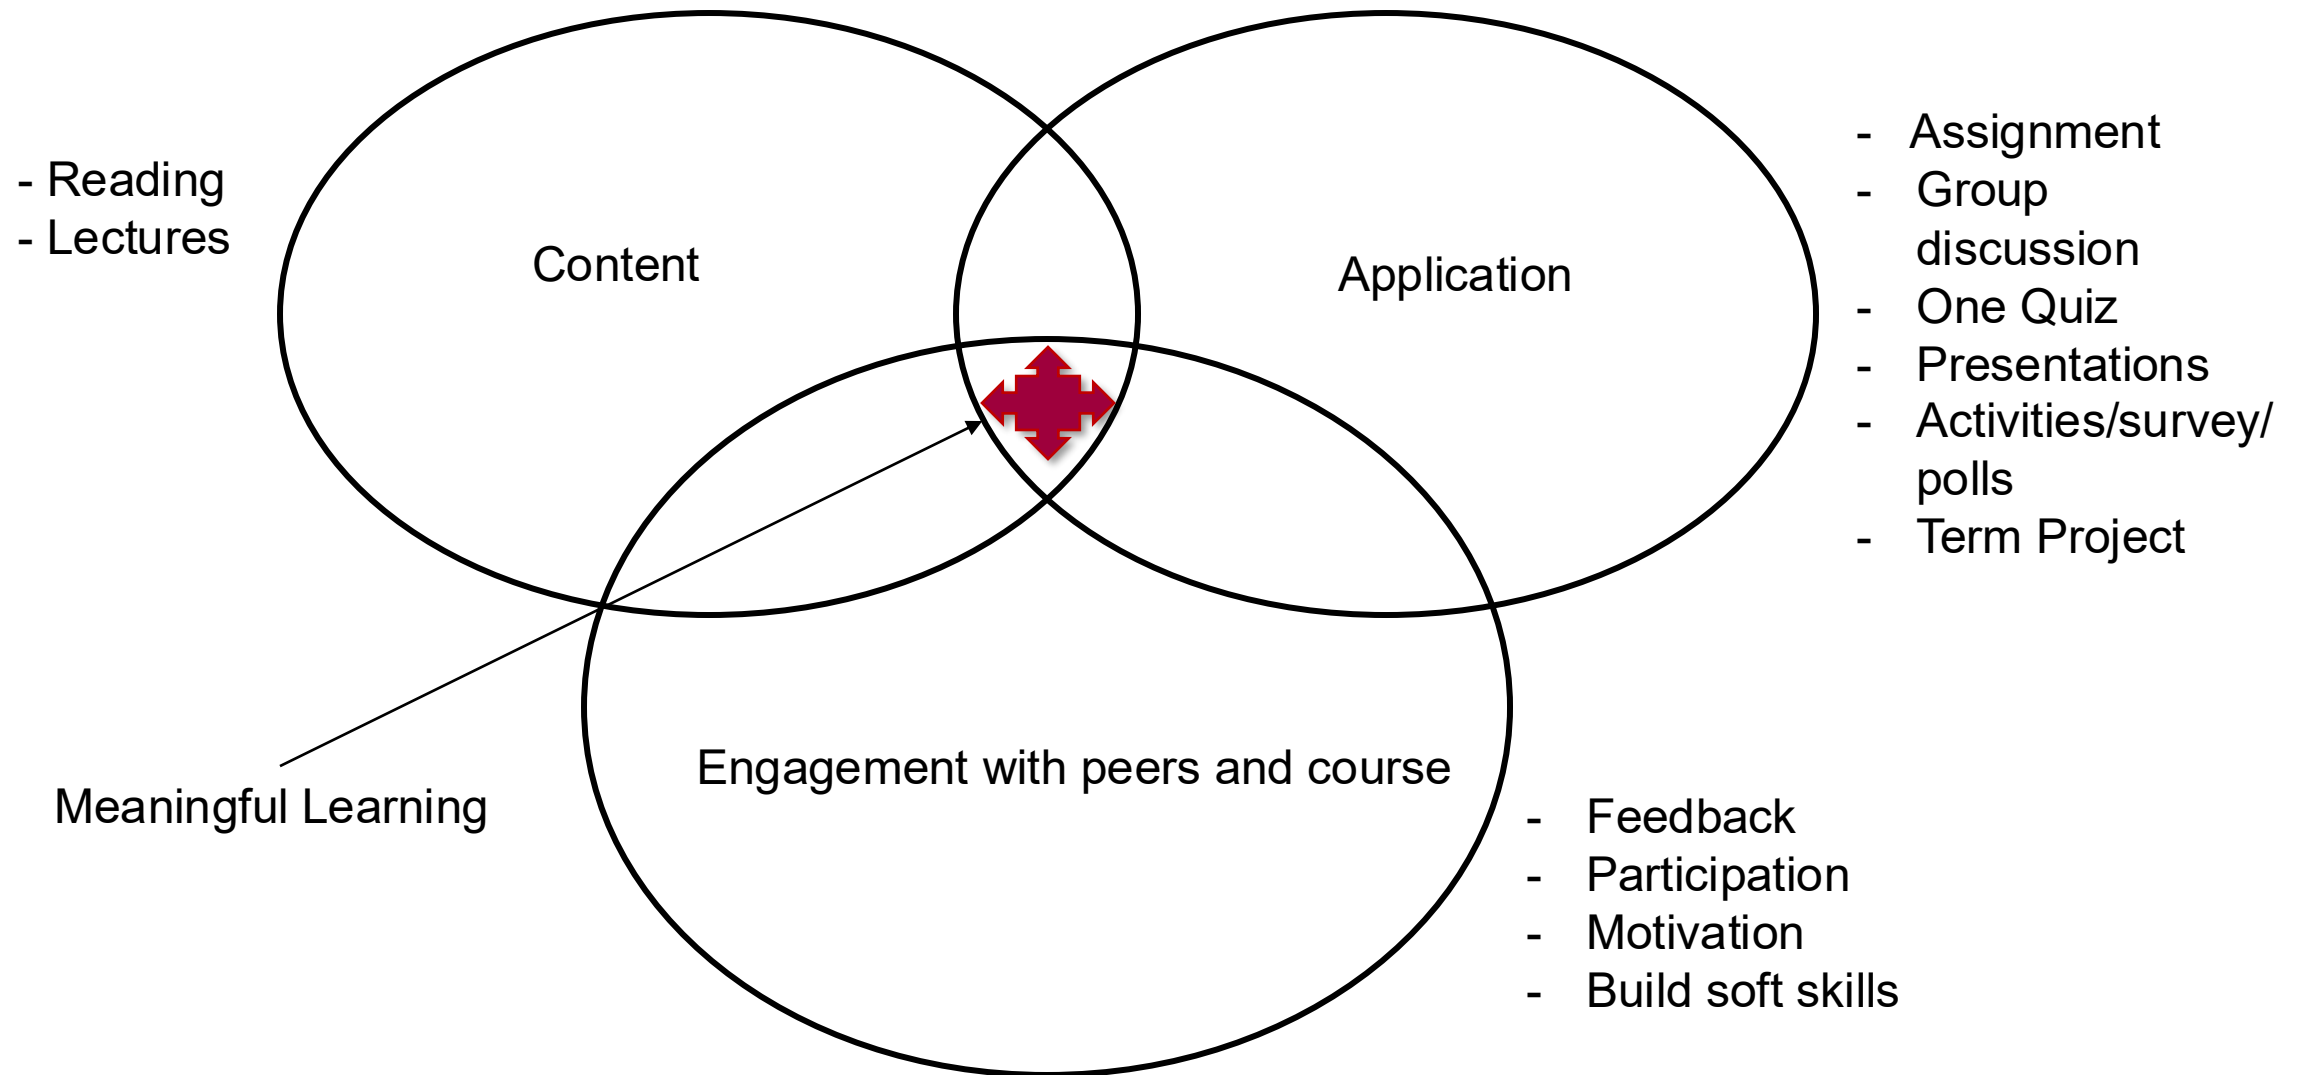 - Reading
- Lectures
Content
Application
- Assignment
- Group
discussion
- One Quiz
- Presentations
- Activities/survey/
polls
- Term Project
Meaningful Learning
Engagement with peers and course
- Feedback
- Participation
- Motivation
- Build soft skills